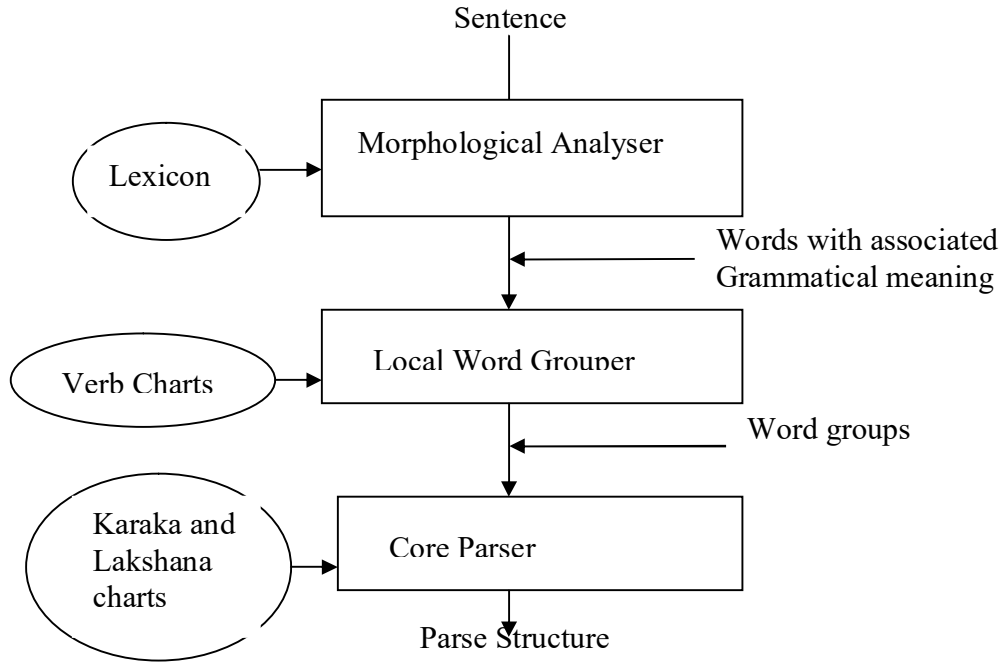 Sentence
Morphological Analyser
Lexicon
Words with associated
Grammatical meaning
Local Word Grouper
Verb Charts
Word groups
Karaka and
Lakshana
charts
Core Parser
Parse Structure